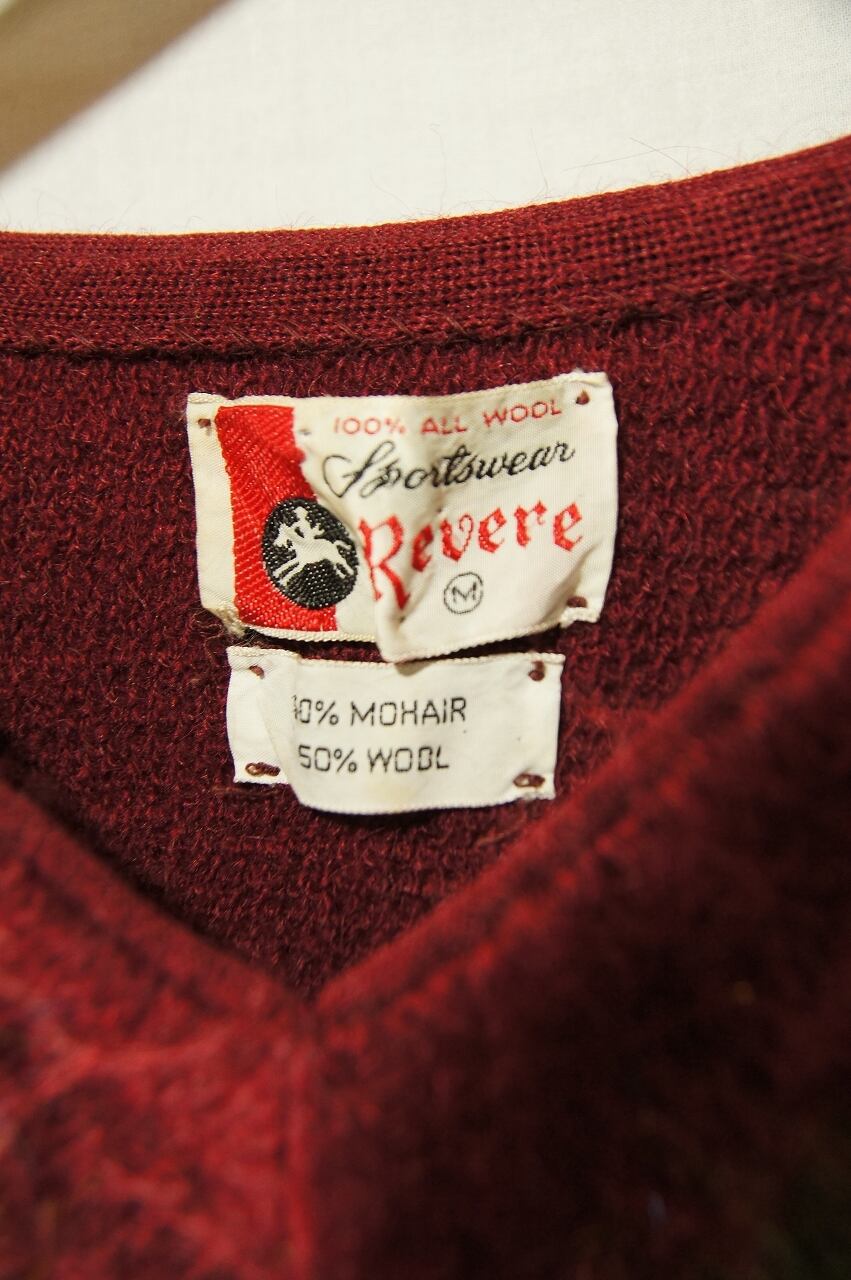 100% ALL WOOL
Sportswear
Revere
M
MOHAIR
50% WOOL